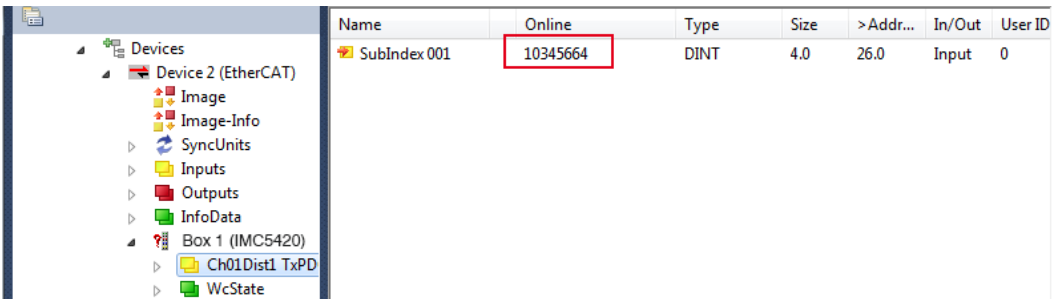 Devices
Device 2 (EtherCAT)
Image
Image-Info
SyncUnits
Inputs
Outputs
InfoData
Box 1 (IMC5420)
Ch01Dist1 TxPD
WcState
Name Online Type Size >Addr... In/Out User ID
SubIndex 001 10345664 DINT 4.0 26.0 Input 0